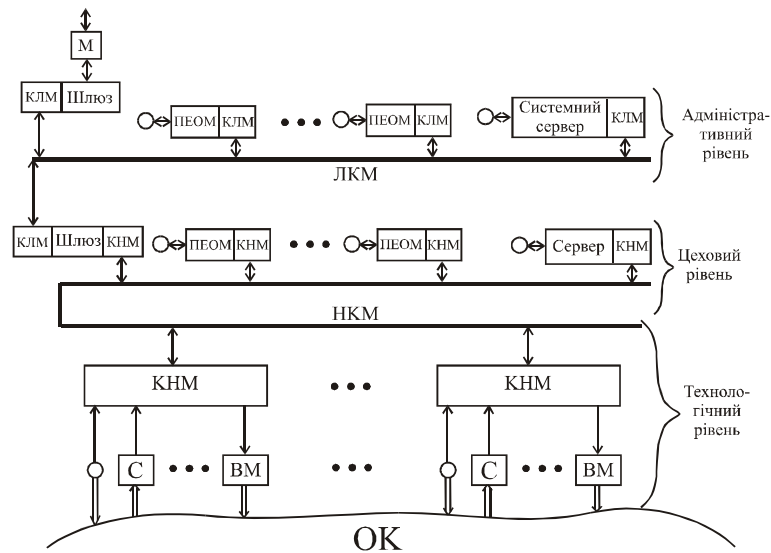 М
КЛМ Шлюз
ПЕОМ КЛМ
ПЕОМ КЛМ
Системний
сервер
КЛМ
Адміністра-
тивний
рівень
ЛКМ
КЛМ Шлюз КНМ
ПЕОМ КНМ
ПЕОМ КНМ
Сервер КНМ
Цеховий
рівень
НКМ
КНМ
КНМ
Техноло-
гічний
рівень
С
ВМ
С
ВМ
ОК